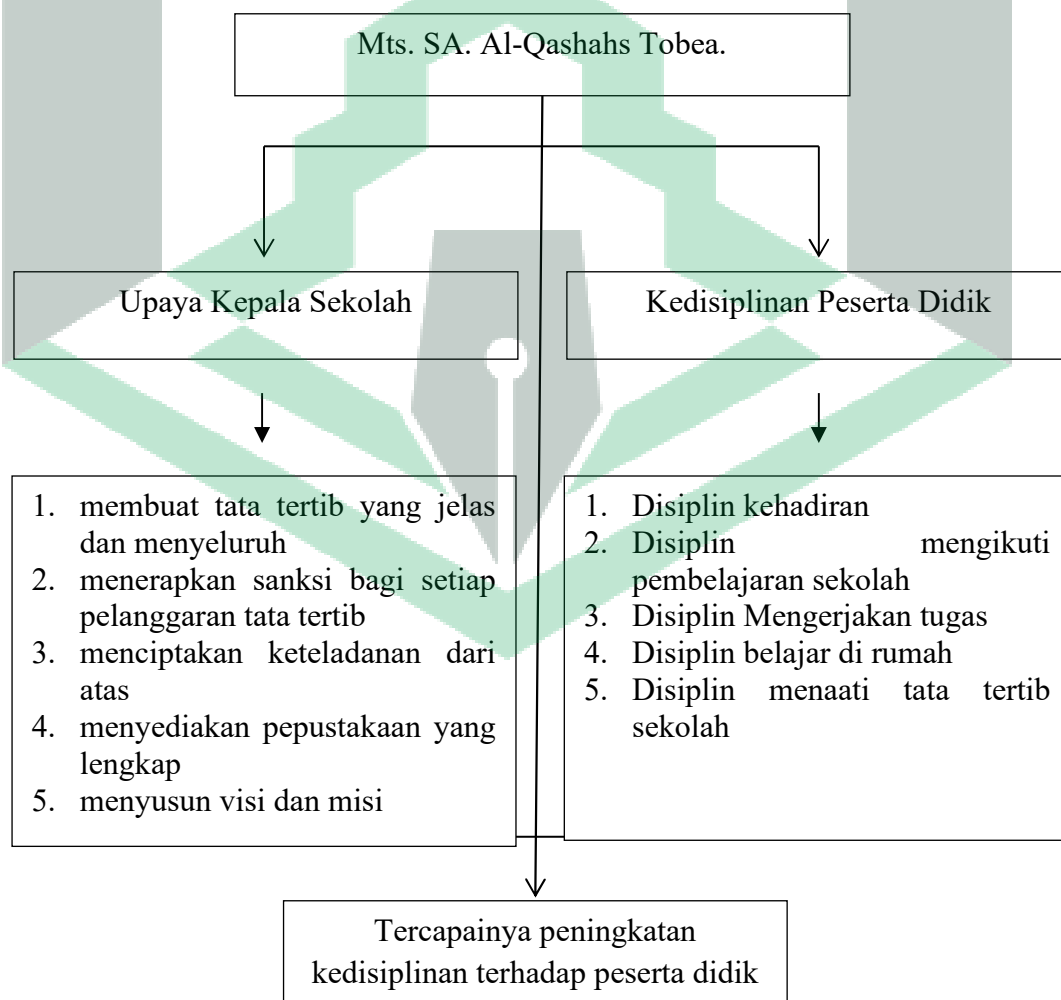 Mts. SA. Al-Qashahs Tobea.
Upaya Kepala Sekolah
Kedisiplinan Peserta Didik
1. membuat tata tertib yang jelas
dan menyeluruh
2. menerapkan sanksi bagi setiap
pelanggaran tata tertib
3. menciptakan keteladanan dari
atas
4. menyediakan pepustakaan yang
lengkap
5. menyusun visi dan misi
1. Disiplin kehadiran
2. Disiplin mengikuti
pembelajaran sekolah
3. Disiplin Mengerjakan tugas
4. Disiplin belajar di rumah
5. Disiplin menaati tata tertib
sekolah
Tercapainya peningkatan
kedisiplinan terhadap peserta didik